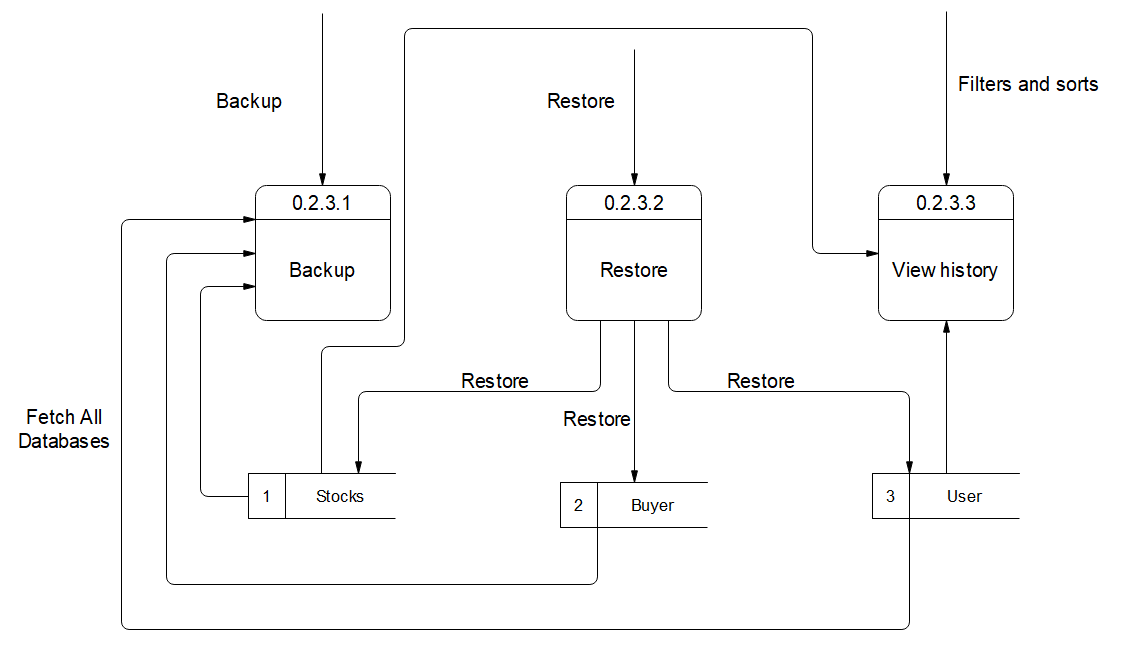 Filters and sorts
Backup
Restore
0.2.3.1
0.2.3.2
0.2.3.3
Backup
Restore
View history
Restore
Restore
Restore
Fetch All
Databases
1 Stocks
2 Buyer
3 User